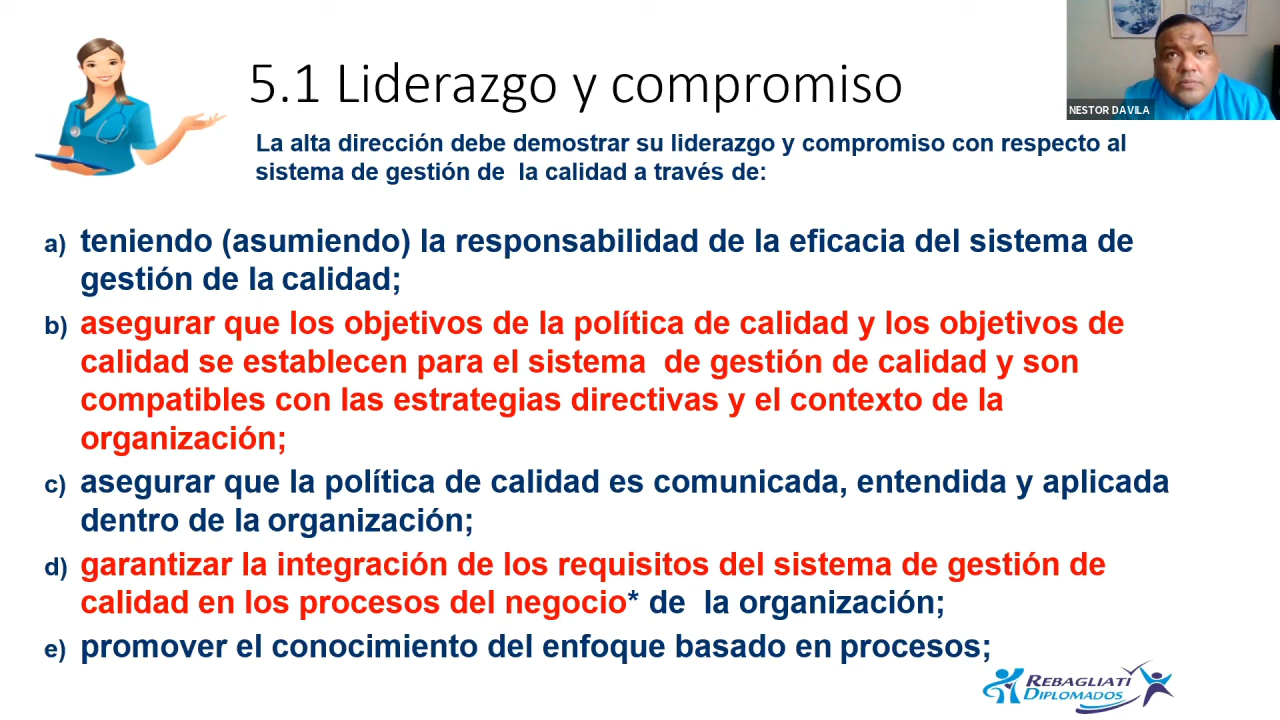 5.1 Liderazgo y compromiso
NESTOR DAVILA
La alta dirección debe demostrar su liderazgo y compromiso con respecto al
sistema de gestión de la calidad a través de:
a) teniendo (asumiendo) la responsabilidad de la eficacia del sistema de
gestión de la calidad;
b) asegurar que los objetivos de la política de calidad y los objetivos de
calidad se establecen para el sistema de gestión de calidad y son
compatibles con las estrategias directivas y el contexto de la
organización;
c) asegurar que la política de calidad es comunicada, entendida y aplicada
dentro de la organización;
d) garantizar la integración de los requisitos del sistema de gestión de
calidad en los procesos del negocio* de la organización;
e) promover el conocimiento del enfoque basado en procesos;
REBAGLIATI
DIPLOMADOS